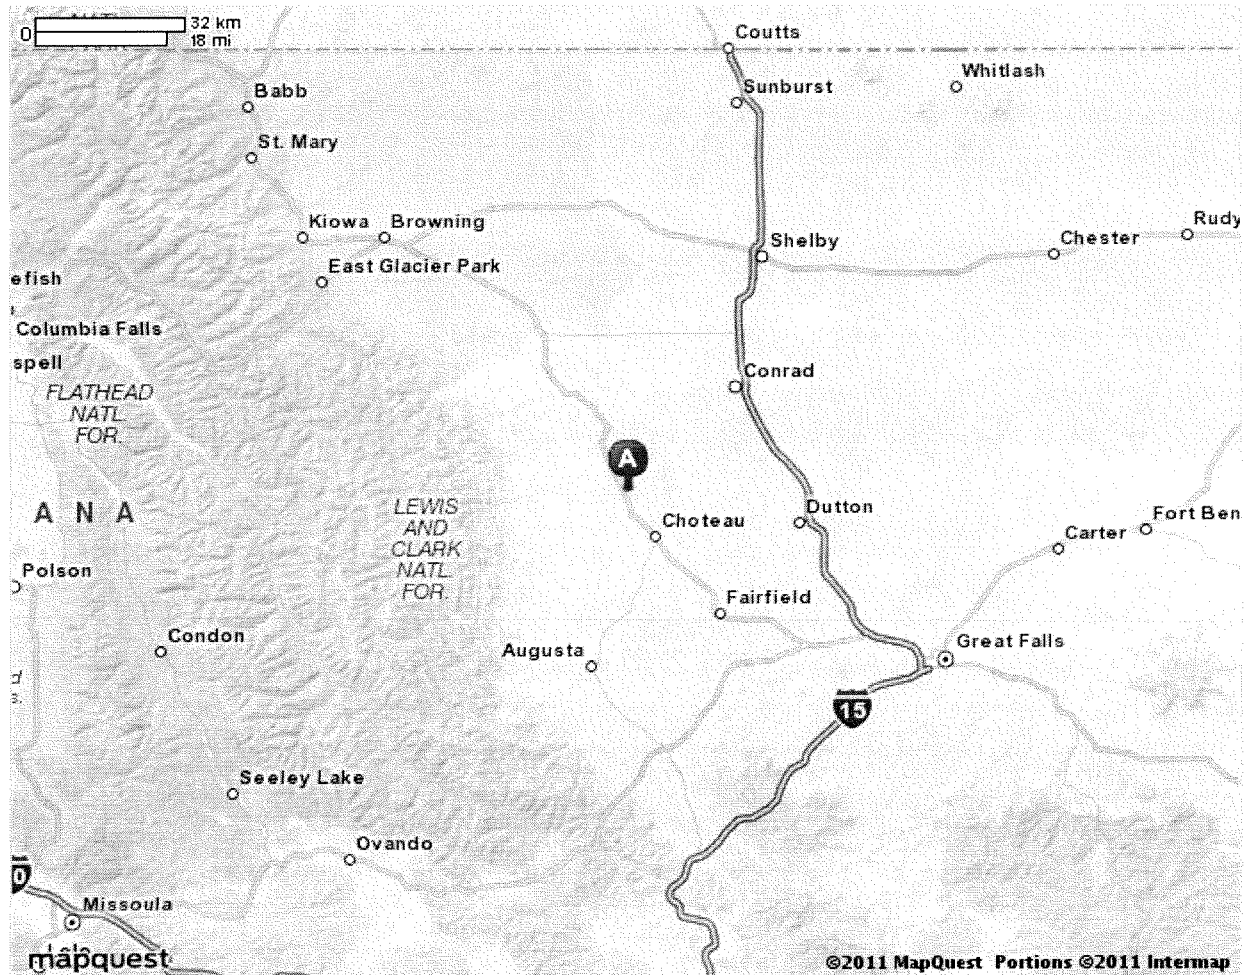 0
32 km
18 mi
Coutts
Whitlash
Sunburst
Babb
St. Mary
Kiowa
Browning
Rudy
Shelby
Chester
East Glacier Park
efish
Columbia Falls
spell
Conrad
FLATHEAD
NATL.
FOR.
A
LEWIS
AND
CLARK
NATL.
FOR.
A N A
Choteau
Dutton
Fort Ben
Carter
Polson
Fairfield
Condon
Augusta
Great Falls
d
s.
15
Seeley Lake
Ovando
0
Missoula
mapquest
©2011 MapQuest Portions ©2011 Intermap